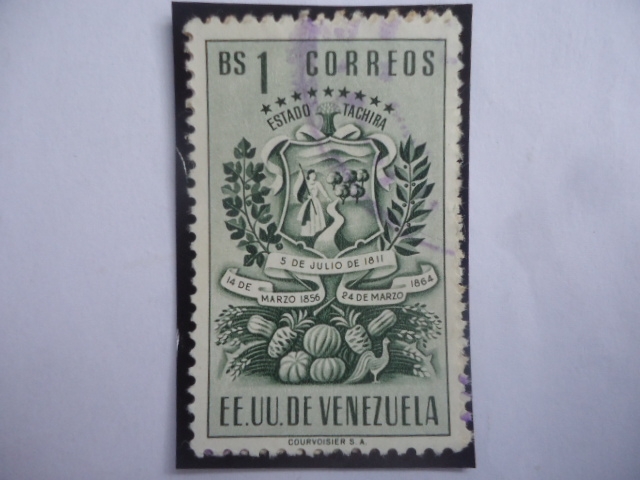 BS 1 CORREOS
ESTADO TACHIRA
5 DE JULIO DE 1811
14 DE MARZO 1856
24 DE MARZO 1864
EE.UU.DE VENEZUELA
COURVOISIER S.A.